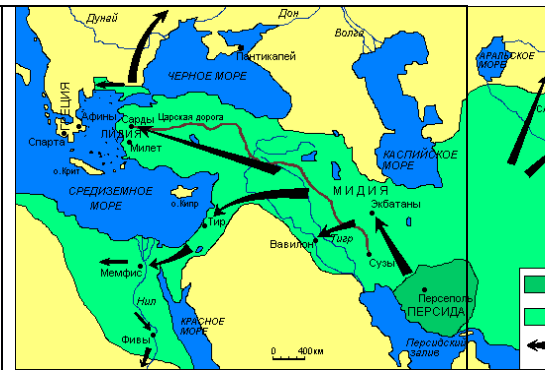 Дунай
Дон
Волга
Пантикапей
АРАЛЬСКОЕ
МОРЕ
ЧЕРНОЕ МОРЕ
ГРЕЦИЯ
Афины
Спарта
Сарды
Царская дорога
ЛИДИЯ
Милет
КАСПИЙСКОЕ
МОРЕ
о.Крит
СРЕДИЗЕМНОЕ
МОРЕ
о.Кипр
МИДИЯ
Экбатаны
Тир
Вавилон
Тигр
Сузы
Мемфис
Нил
КРАСНОЕ
МОРЕ
Фивы
Персеполь
ПЕРСИДА
Персидский
залив
0 400км